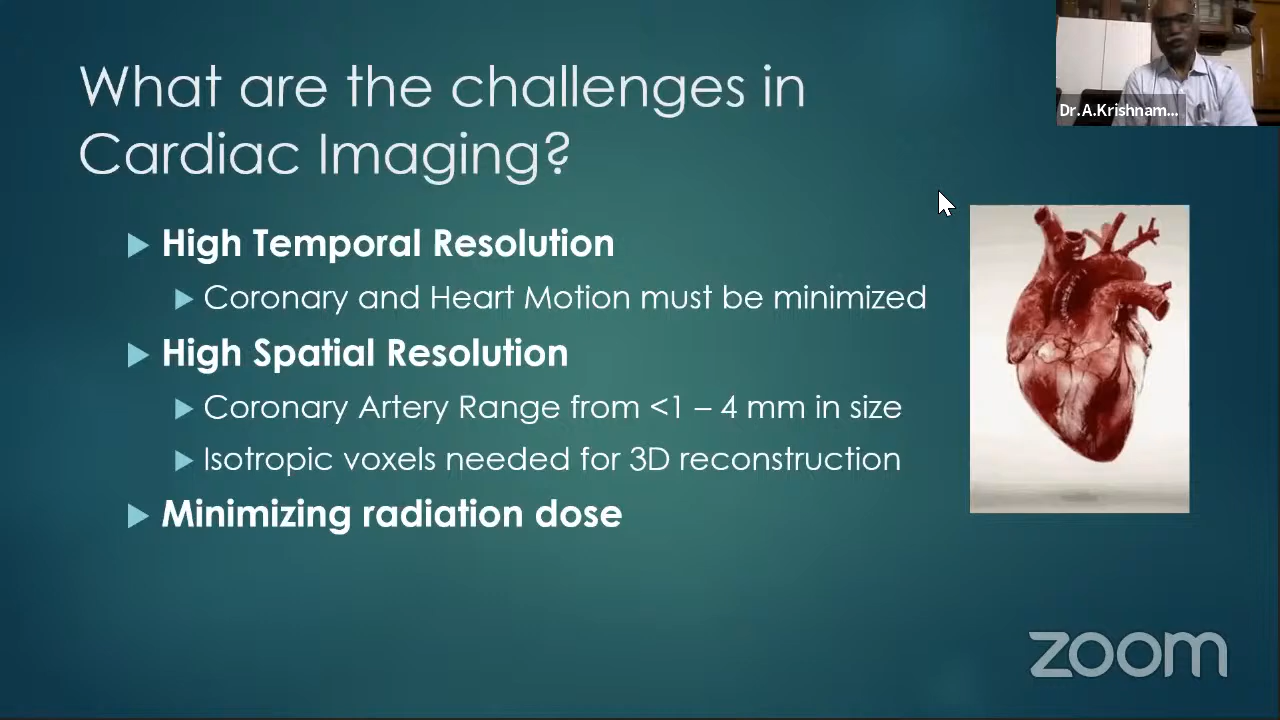 What are the challenges in
Cardiac Imaging?
Dr.A.Krishnam...
High Temporal Resolution
Coronary and Heart Motion must be minimized
High Spatial Resolution
Coronary Artery Range from <1 – 4 mm in size
Isotropic voxels needed for 3D reconstruction
Minimizing radiation dose
zoom